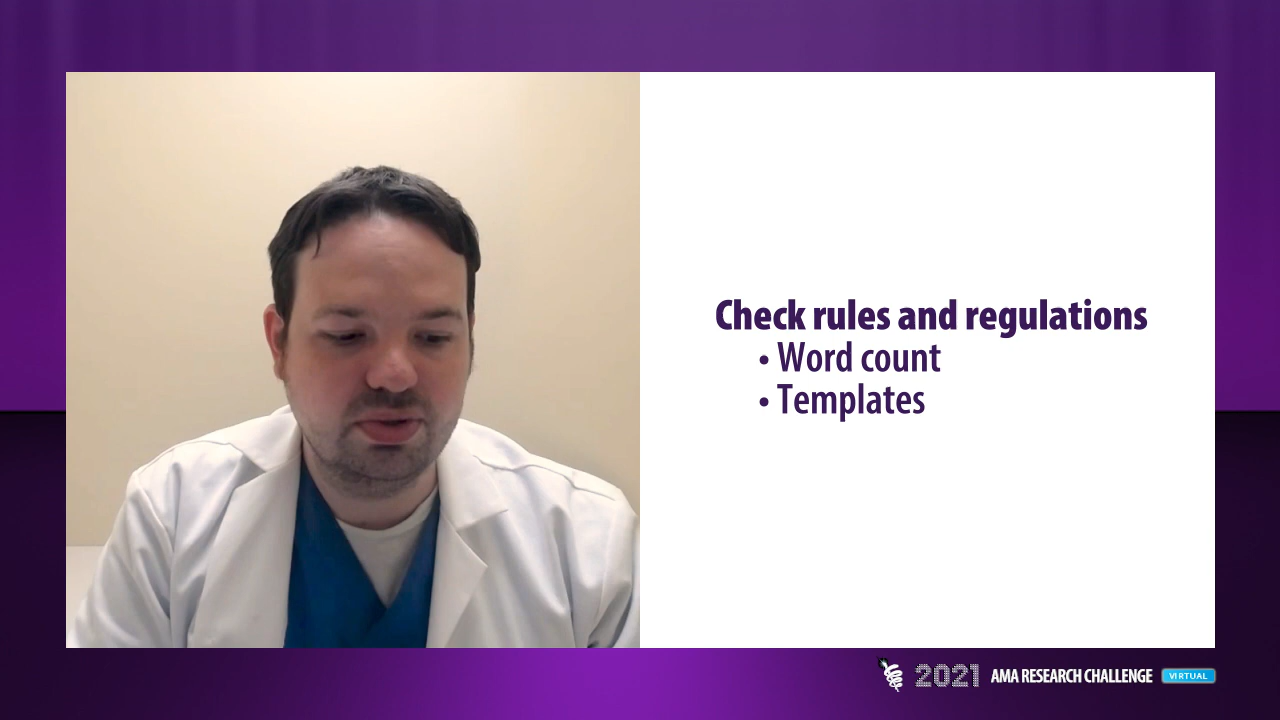 Check rules and regulations
• Word count
• Templates
2021 AMA RESEARCH CHALLENGE VIRTUAL